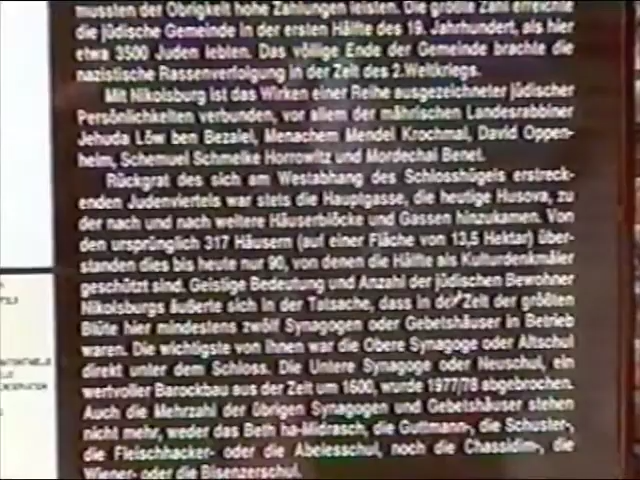 mussten der Obrigkeit hohe Zahlungen leisten. Die größte Zahl erreichte
die jüdische Gemeinde in der ersten Hälfte des 19. Jahrhundert, als hier
etwa 3500 Juden lebten. Das völlige Ende der Gemeinde brachte die
nazistische Rassenverfolgung in der Zeit des 2.Weltkriegs.
Mit Nikolsburg ist das Wirken einer Reihe ausgezeichneter jüdischer
Persönlichkeiten verbunden, vor allem der mährischen Landesrabbiner
Jehuda Löw ben Bezalel, Menachem Mendel Krochmal, David Oppen-
heim, Schemuel Schmelke Horrowitz und Mordechai Benet.
Rückgrat des sich am Westabhang des Schlosshügels erstreck-
enden Judenviertels war stets die Hauptgasse, die heutige Husova, zu
der nach und nach weitere Häuserblöcke und Gassen hinzukamen. Von
den ursprünglich 317 Häusern (auf einer Fläche von 13,5 Hektar) über-
standen dies bis heute nur 90, von denen die Hälfte als Kulturdenkmäler
geschützt sind. Geistige Bedeutung und Anzahl der jüdischen Bewohner
Nikolsburgs äußerte sich in der Tatsache, dass in der Zeit der größten
Blüte hier mindestens zwölf Synagogen oder Gebetshäuser in Betrieb
waren. Die wichtigste von ihnen war die Obere Synagoge oder Altschul
direkt unter dem Schloss. Die Untere Synagoge oder Neuschul, ein
wertvoller Barockbau aus der Zeit um 1600, wurde 1977/78 abgebrochen.
Auch die Mehrzahl der übrigen Synagogen und Gebetshäuser stehen
nicht mehr, weder das Beth ha-Midrasch, die Guttmann-, die Schuster-,
die Fleischhacker- oder die Abelesschul, noch die Chassidim-, die
Wiener- oder die Bisenzerschul.